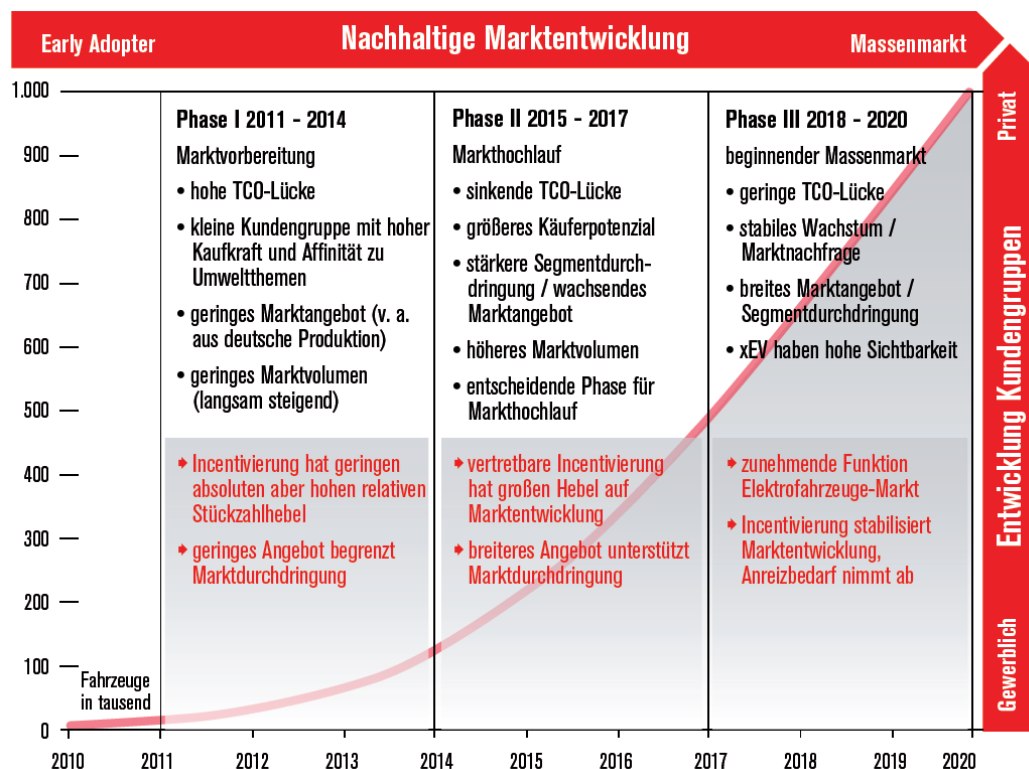 Early Adopter
Nachhaltige Marktentwicklung
Massenmarkt
1.000
900
800
700
600
500
400
300
200
100
0
Fahrzeuge
in tausend
Phase I 2011 - 2014
Marktvorbereitung
• hohe TCO-Lücke
• kleine Kundengruppe mit hoher
Kaufkraft und Affinität zu
Umweltthemen
• geringes Marktangebot (v. a.
aus deutsche Produktion)
• geringes Marktvolumen
(langsam steigend)
➧ Incentivierung hat geringen
absoluten aber hohen relativen
Stückzahlhebel
➧ geringes Angebot begrenzt
Marktdurchdringung
Phase II 2015 - 2017
Markthochlauf
• sinkende TCO-Lücke
• größeres Käuferpotenzial
• stärkere Segmentdurch-
dringung / wachsendes
Marktangebot
• höheres Marktvolumen
• entscheidende Phase für
Markthochlauf
➧ vertretbare Incentivierung
hat großen Hebel auf
Marktentwicklung
➧ breiteres Angebot unterstützt
Marktdurchdringung
Phase III 2018 - 2020
beginnender Massenmarkt
• geringe TCO-Lücke
• stabiles Wachstum /
Marktnachfrage
• breites Marktangebot /
Segmentdurchdringung
• xEV haben hohe Sichtbarkeit
➧ zunehmende Funktion
Elektrofahrzeuge-Markt
➧ Incentivierung stabilisiert
Marktentwicklung,
Anreizbedarf nimmt ab
Privat
Entwicklung Kundengruppen
Gewerblich
2010
2011
2012
2013
2014
2015
2016
2017
2018
2019
2020